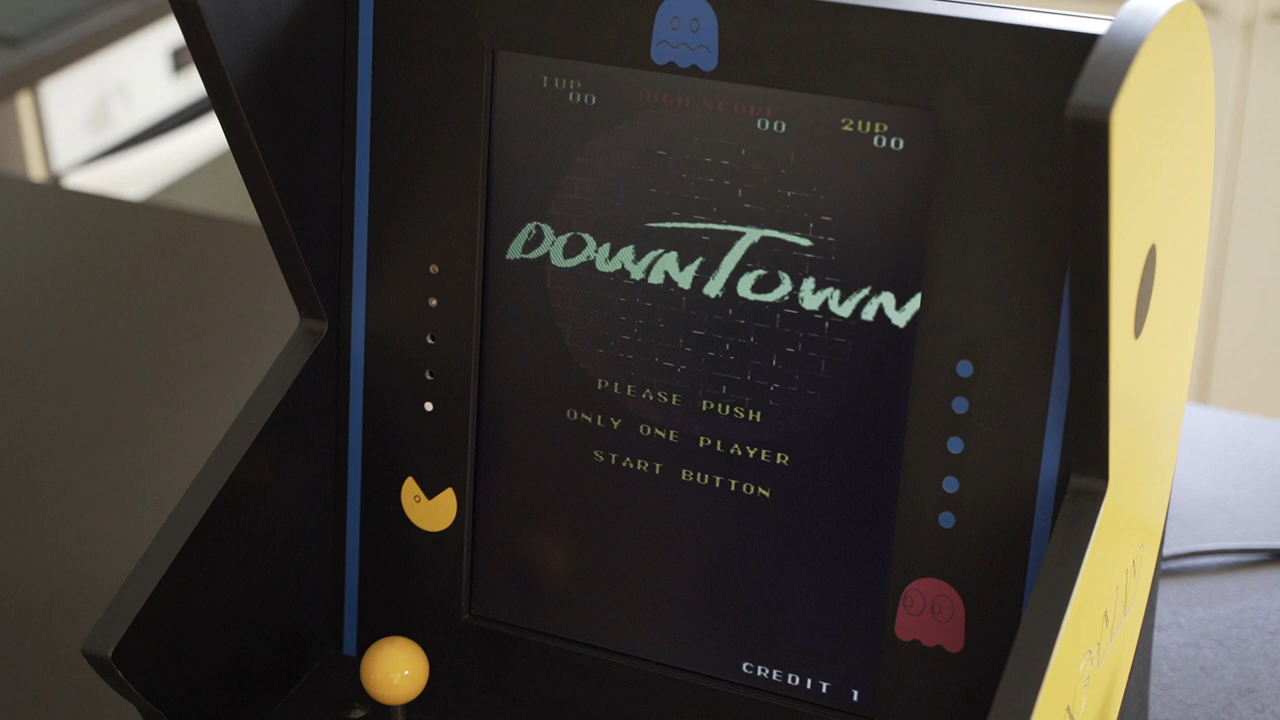 1UP HIGH SCORE 2UP
00 00 00
DOWNTOWN
PLEASE PUSH
ONLY ONE PLAYER
START BUTTON
CREDIT 1